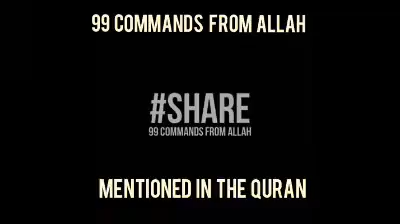 99 COMMANDS FROM ALLAH
#SHARE
99 COMMANDS FROM ALLAH
MENTIONED IN THE QURAN